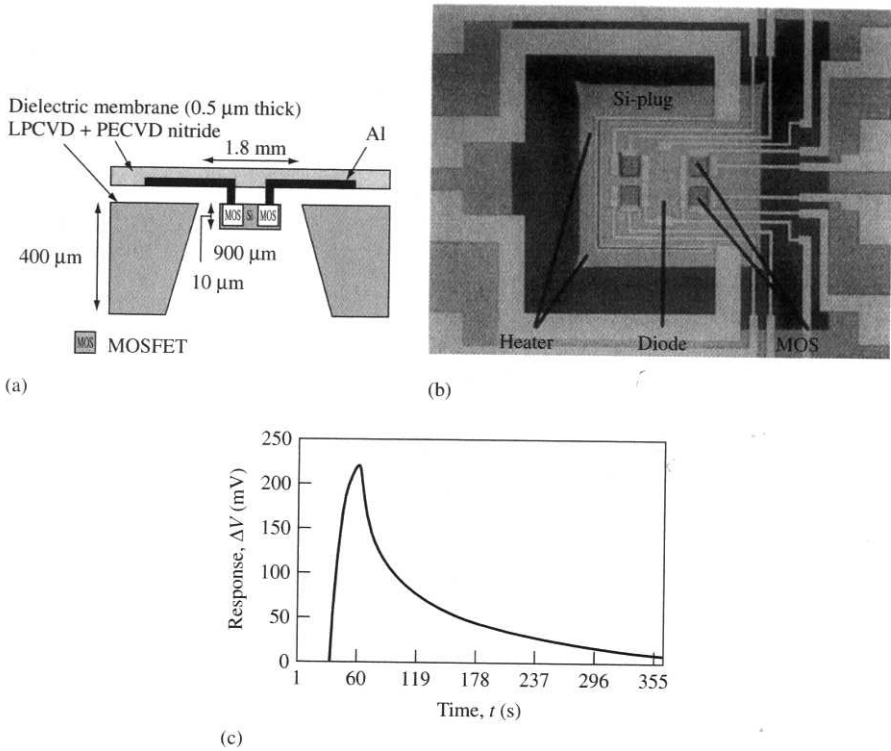 Dielectric membrane (0.5 μm thick)
LPCVD + PECVD nitride
1.8 mm
Al
MOS
Si
MOS
400 μm
900 μm
10 μm
MOS
MOSFET
(a)
Si-plug
Heater
Diode
MOS
(b)
250
200
150
100
50
0
Response, ΔV (mV)
1
60
119
178
237
296
355
Time, t (s)
(c)